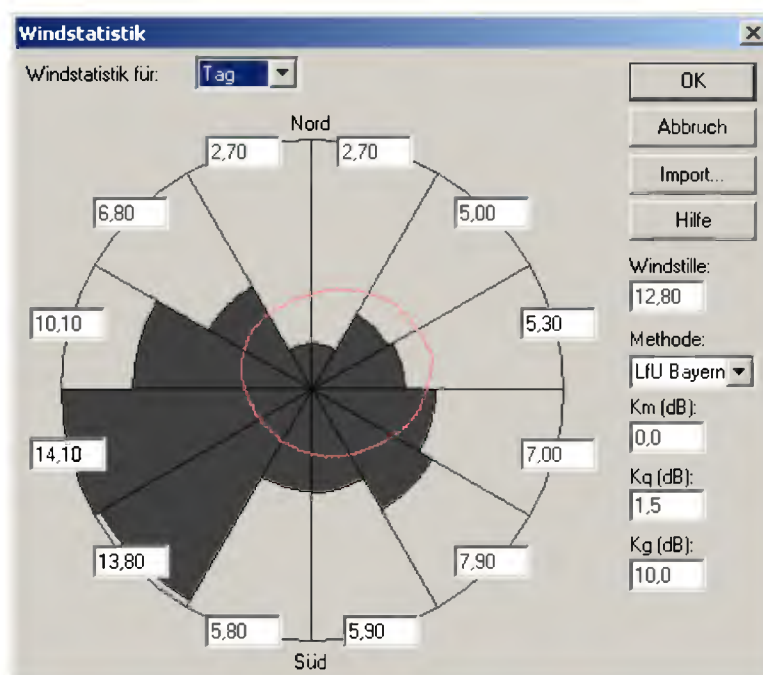 Windstatistik
Windstatistik für: Tag
OK
Abbruch
Import...
Hilfe
Nord
2,70 2,70
6,80 5,00
10,10 5,30
14,10 7,00
13,80 7,90
5,80 5,90
Süd
Windstille:
12,80
Methode:
LfU Bayern
Km (dB):
0,0
Kq (dB):
1,5
Kg (dB):
10,0